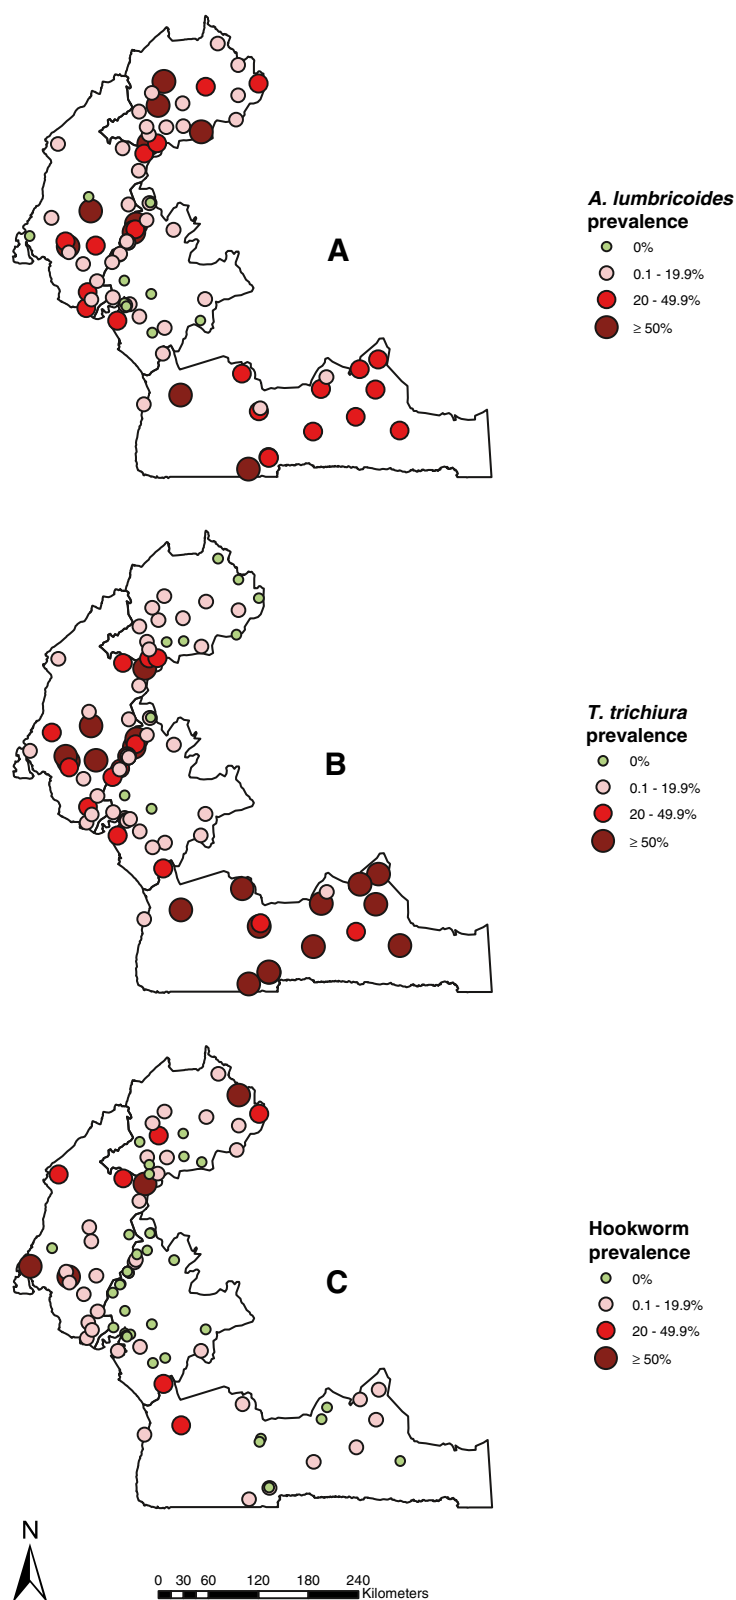 A
A. lumbricoides
prevalence
0%
0.1 - 19.9%
20 - 49.9%
≥ 50%
B
T. trichiura
prevalence
0%
0.1 - 19.9%
20 - 49.9%
≥ 50%
C
Hookworm
prevalence
0%
0.1 - 19.9%
20 - 49.9%
≥ 50%
N
0 30 60 120 180 240
Kilometers